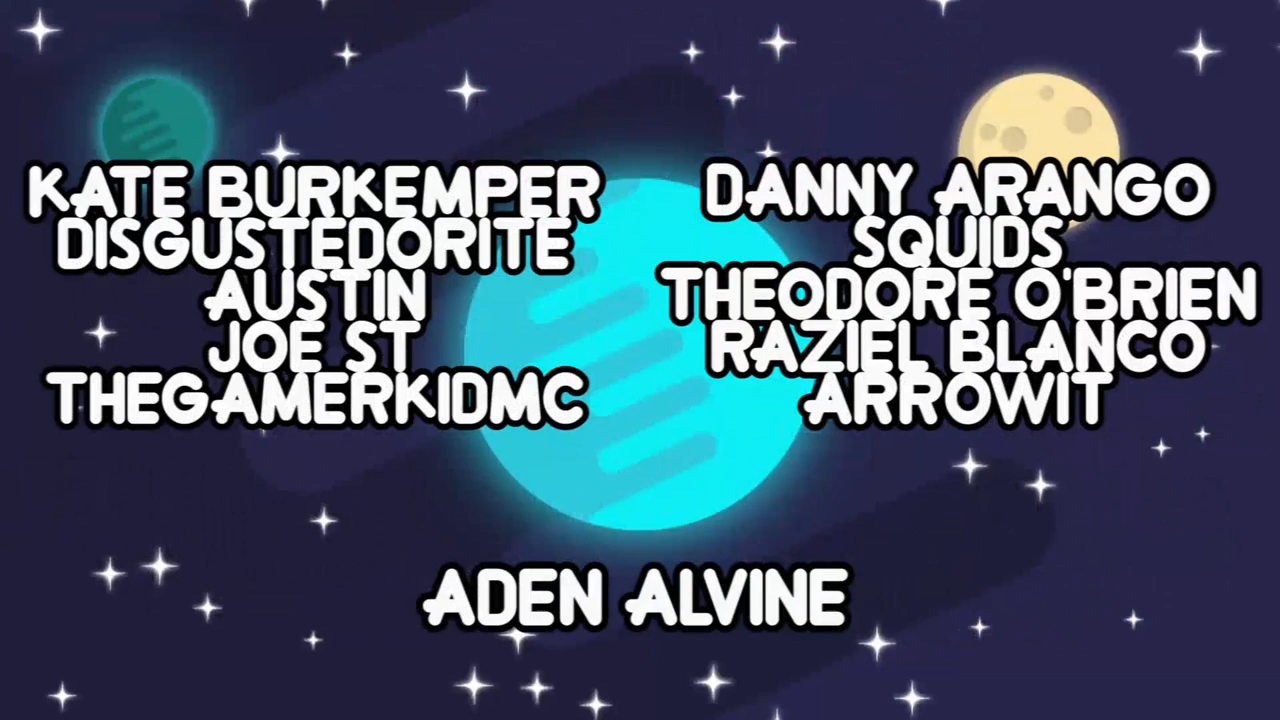 KATE BURKEMPER
DISGUSTEDORITE
AUSTIN
JOE ST
THEGAMERKIDMC
DANNY ARANGO
SQUIDS
THEODORE O'BRIEN
RAZIEL BLANCO
ARROWIT
ADEN ALVINE